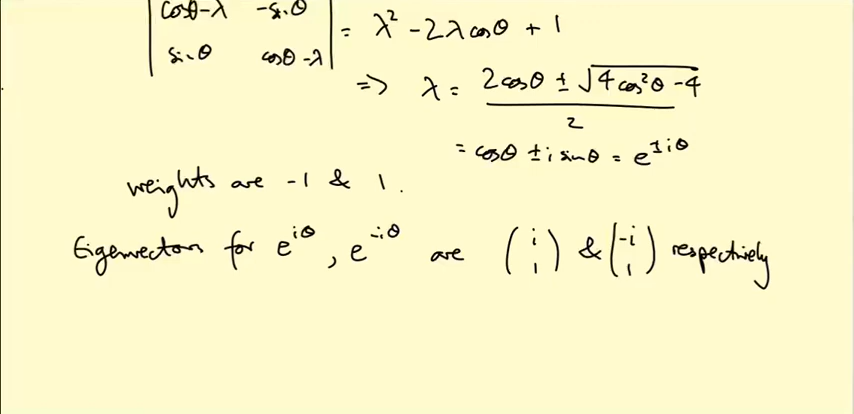 | cosθ-λ -sinθ |
| sinθ cosθ-λ | = λ² - 2λcosθ + 1
=> λ = (2cosθ ± √(4cos²θ - 4)) / 2
= cosθ ± i sinθ = e^{±iθ}
weights are -1 & 1.
Eigenvectors for e^{iθ}, e^{-iθ} are (i 1) & (-i 1) respectively